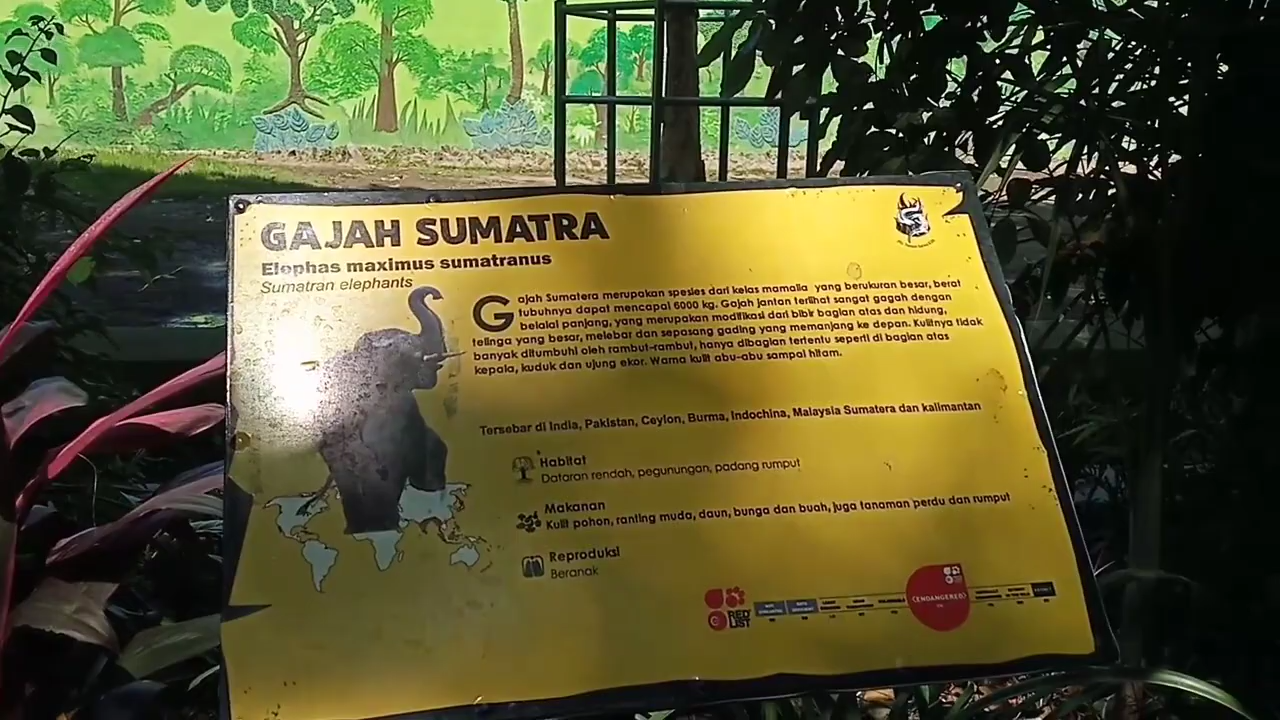 GAJAH SUMATRA
Elephas maximus sumatranus
Sumatran elephants
Gajah Sumatera merupakan spesies dari kelas mamalia yang berukuran besar, berat
tubuhnya dapat mencapai 6000 kg. Gajah jantan terlihat sangat gagah dengan
belalai panjang, yang merupakan modifikasi dari bibir bagian atas dan hidung,
telinga yang besar, melebar dan sepasang gading yang memanjang ke depan. Kulitnya tidak
banyak ditumbuhi oleh rambut-rambut, hanya dibagian tertentu seperti di bagian atas
kepala, kuduk dan ujung ekor. Warna kulit abu-abu sampai hitam.
Tersebar di India, Pakistan, Ceylon, Burma, Indochina, Malaysia Sumatera dan kalimantan
Habitat
Dataran rendah, pegunungan, padang rumput
Makanan
Kulit pohon, ranting muda, daun, bunga dan buah, juga tanaman perdu dan rumput
Reproduksi
Beranak
RED
LIST
ENDANGERED